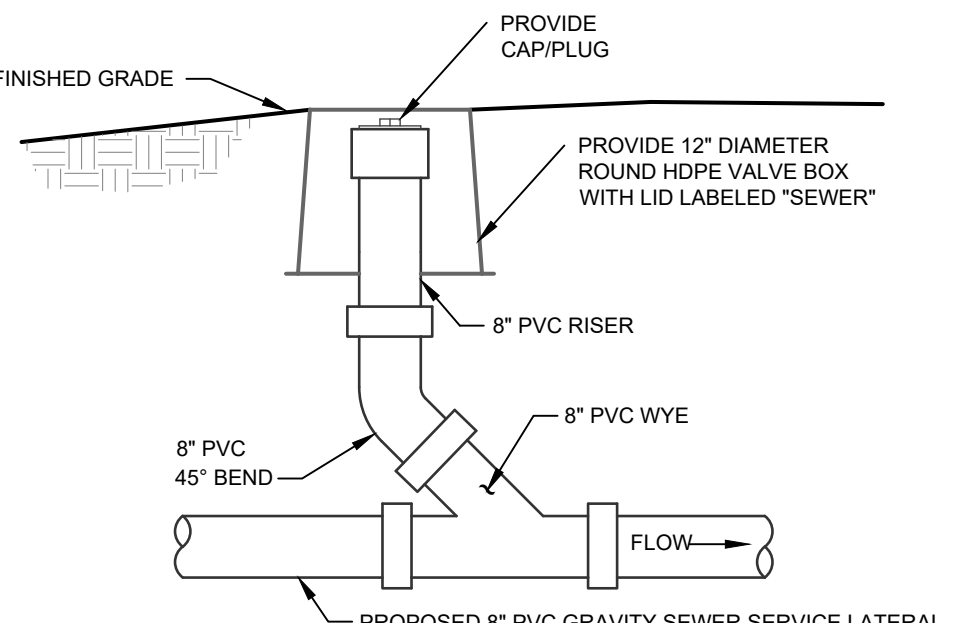 PROVIDE
CAP/PLUG
FINISHED GRADE
PROVIDE 12" DIAMETER
ROUND HDPE VALVE BOX
WITH LID LABELED "SEWER"
8" PVC RISER
8" PVC WYE
8" PVC
45° BEND
FLOW
PROPOSED 8" PVC GRAVITY SEWER SERVICE LATERAL